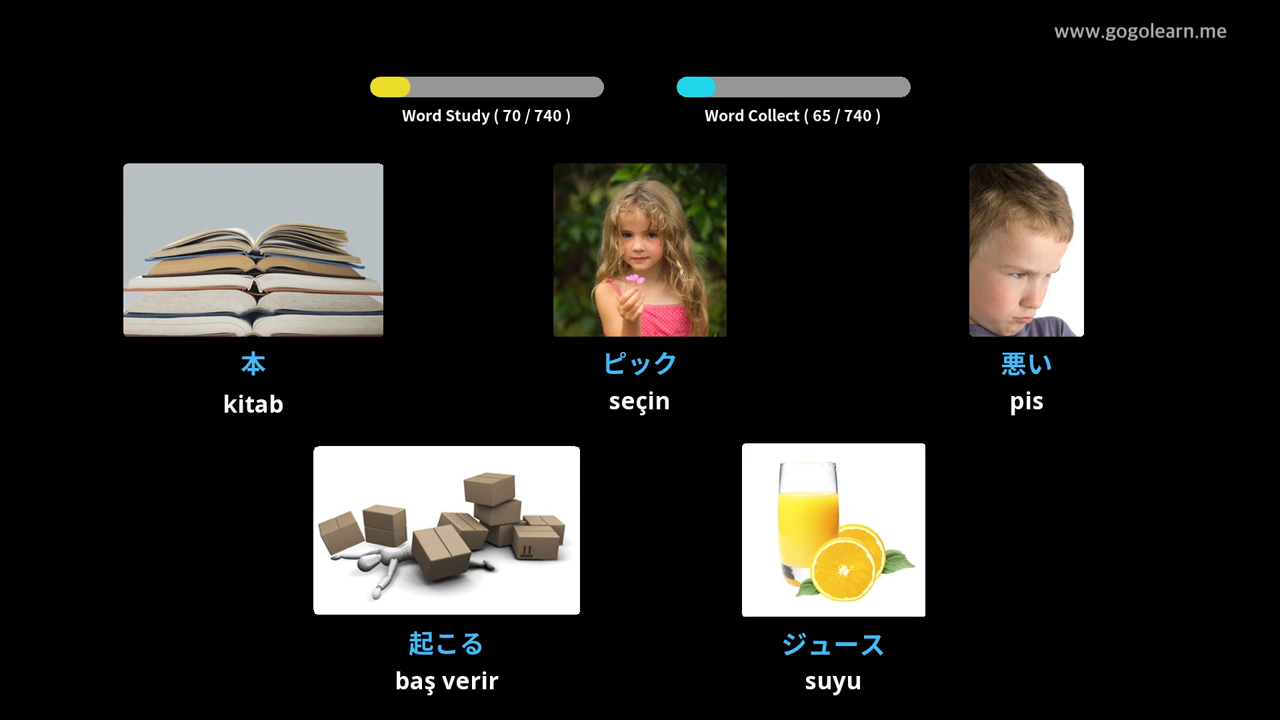 www.gogolearn.me
Word Study ( 70 / 740 )
Word Collect ( 65 / 740 )
本
kitab
ピック
seçin
悪い
pis
起こる
baş verir
ジュース
suyu